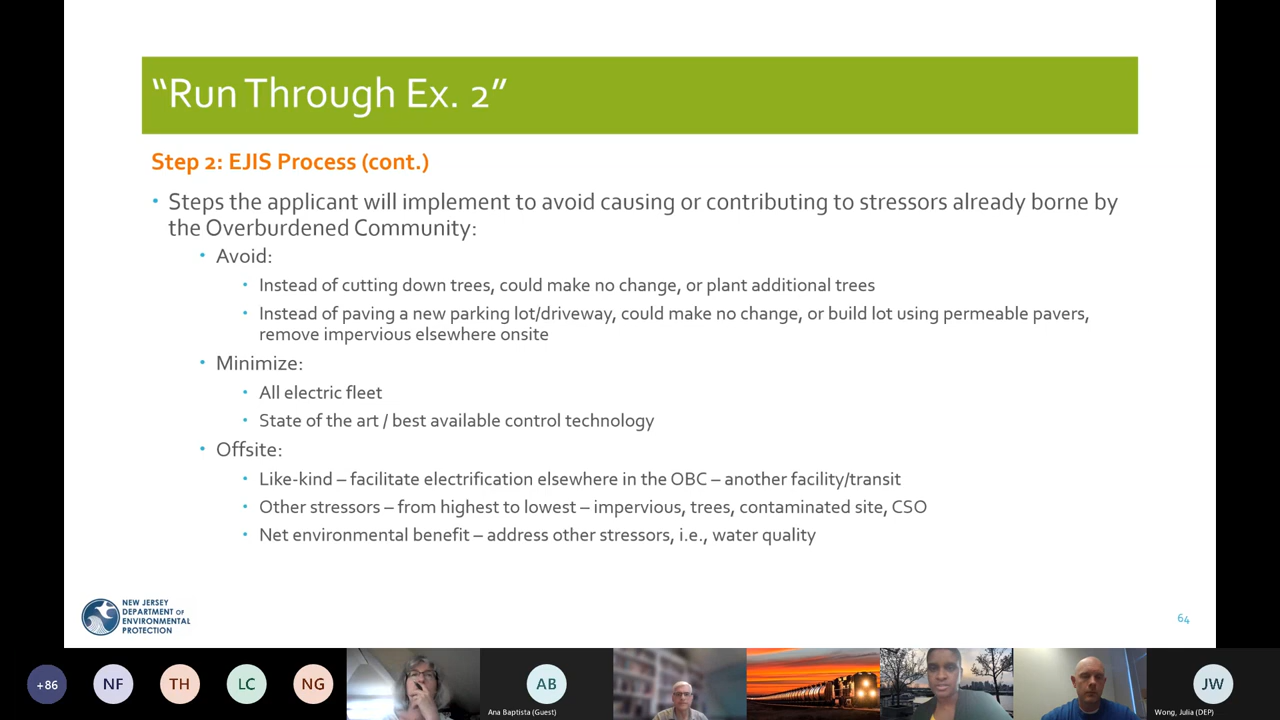 “Run Through Ex. 2”
Step 2: EJIS Process (cont.)
• Steps the applicant will implement to avoid causing or contributing to stressors already borne by
the Overburdened Community:
• Avoid:
• Instead of cutting down trees, could make no change, or plant additional trees
• Instead of paving a new parking lot/driveway, could make no change, or build lot using permeable pavers,
remove impervious elsewhere onsite
• Minimize:
• All electric fleet
• State of the art / best available control technology
• Offsite:
• Like-kind – facilitate electrification elsewhere in the OBC – another facility/transit
• Other stressors – from highest to lowest – impervious, trees, contaminated site, CSO
• Net environmental benefit – address other stressors, i.e., water quality
NEW JERSEY
DEPARTMENT OF
ENVIRONMENTAL
PROTECTION
64
+86
NF
TH
LC
NG
AB
Ana Baptista (Guest)
JW
Wong, Julia (DEP)